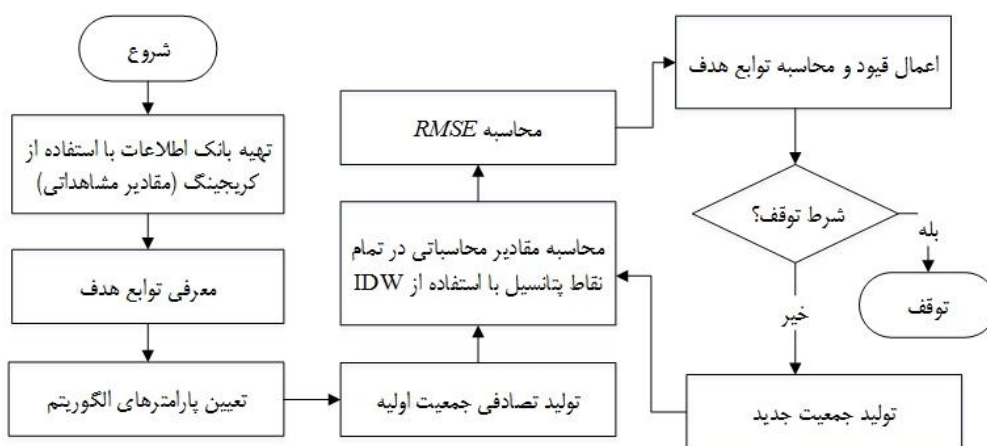 شروع
تهیه بانک اطلاعات با استفاده از
کریجینگ (مقادیر مشاهداتی)
معرفی توابع هدف
تعیین پارامترهای الگوریتم
تولید تصادفی جمعیت اولیه
محاسبه مقادیر محاسباتی در تمام
نقاط پتانسیل با استفاده از IDW
محاسبه RMSE
اعمال قیود و محاسبه توابع هدف
شرط توقف؟
بله
توقف
خیر
تولید جمعیت جدید